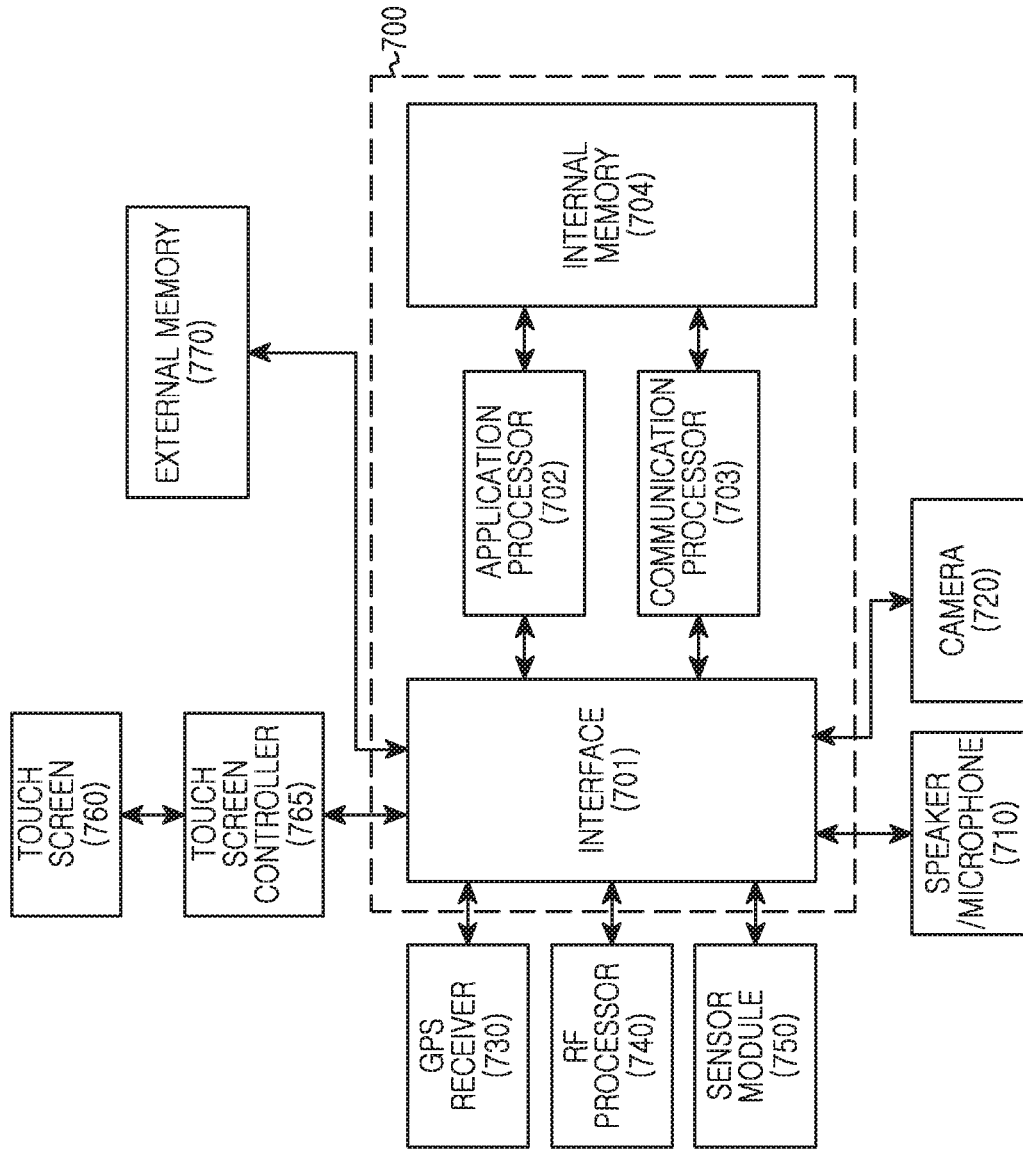 TOUCH
SCREEN
(760)
TOUCH
SCREEN
CONTROLLER
(765)
EXTERNAL MEMORY
(770)
700
GPS
RECEIVER
(730)
RF
PROCESSOR
(740)
SENSOR
MODULE
(750)
INTERFACE
(701)
APPLICATION
PROCESSOR
(702)
COMMUNICATION
PROCESSOR
(703)
INTERNAL
MEMORY
(704)
SPEAKER
/MICROPHONE
(710)
CAMERA
(720)